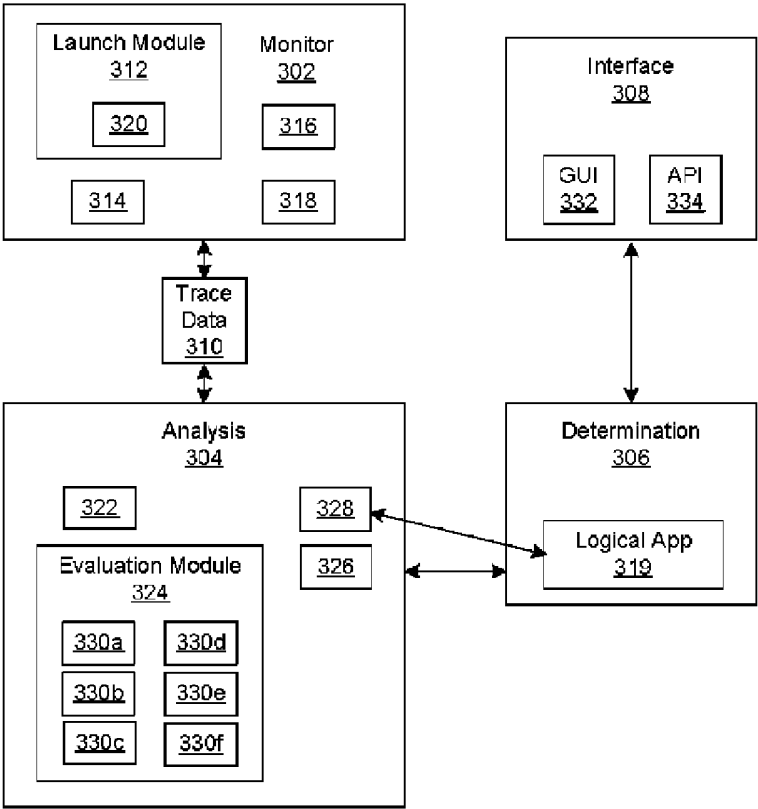 Launch Module
312
320
Monitor
302
316
314
318
Interface
308
GUI
332
API
334
Trace
Data
310
Analysis
304
322
328
326
Evaluation Module
324
330a
330d
330b
330e
330c
330f
Determination
306
Logical App
319